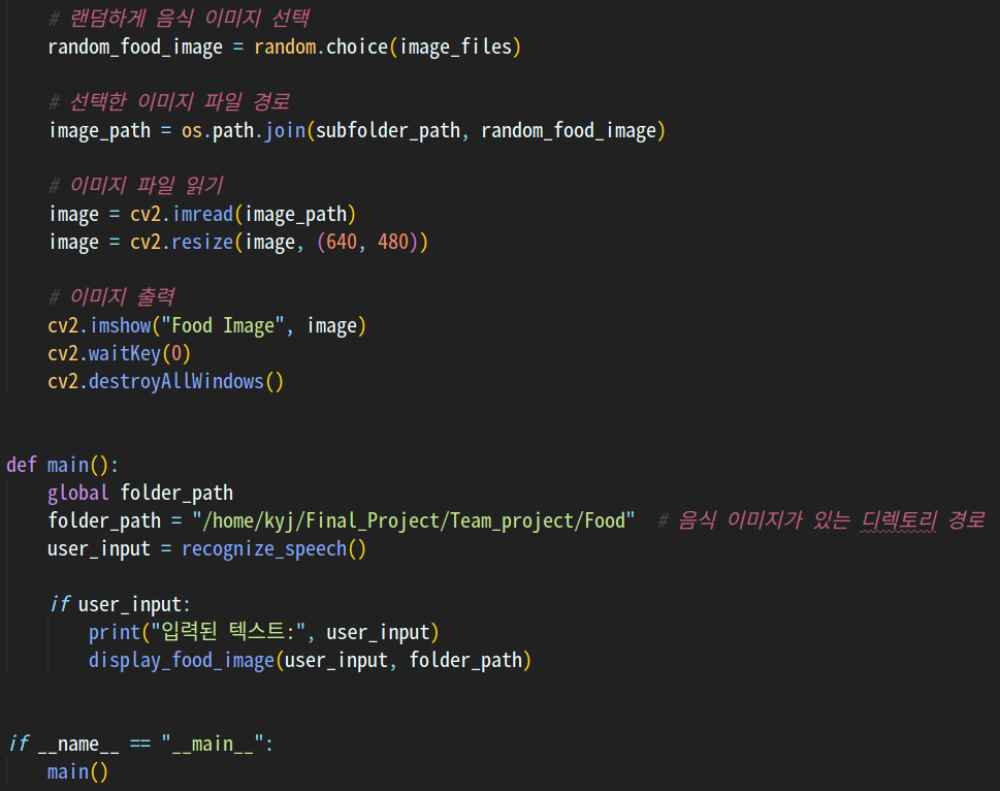 # 랜덤하게 음식 이미지 선택
random_food_image = random.choice(image_files)
# 선택한 이미지 파일 경로
image_path = os.path.join(subfolder_path, random_food_image)
# 이미지 파일 읽기
image = cv2.imread(image_path)
image = cv2.resize(image, (640, 480))
# 이미지 출력
cv2.imshow("Food Image", image)
cv2.waitKey(0)
cv2.destroyAllWindows()
def main():
global folder_path
folder_path = "/home/kyj/Final_Project/Team_project/Food" # 음식 이미지가 있는 디렉토리 경로
user_input = recognize_speech()
if user_input:
print("입력된 텍스트:", user_input)
display_food_image(user_input, folder_path)
if __name__ == "__main__":
main()